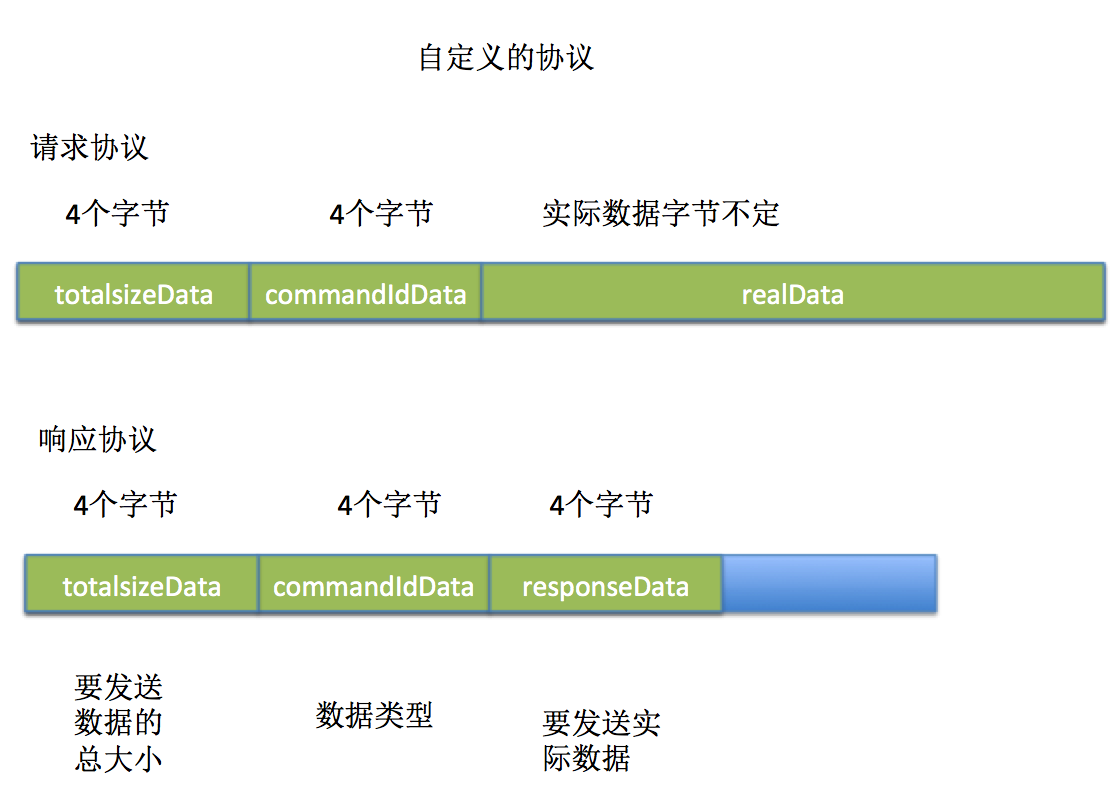 自定义的协议
请求协议
4个字节 4个字节 实际数据字节不定
totalsizeData commandIdData realData
响应协议
4个字节 4个字节 4个字节
totalsizeData commandIdData responseData
要发送
数据的
总大小
数据类型
要发送实
际数据